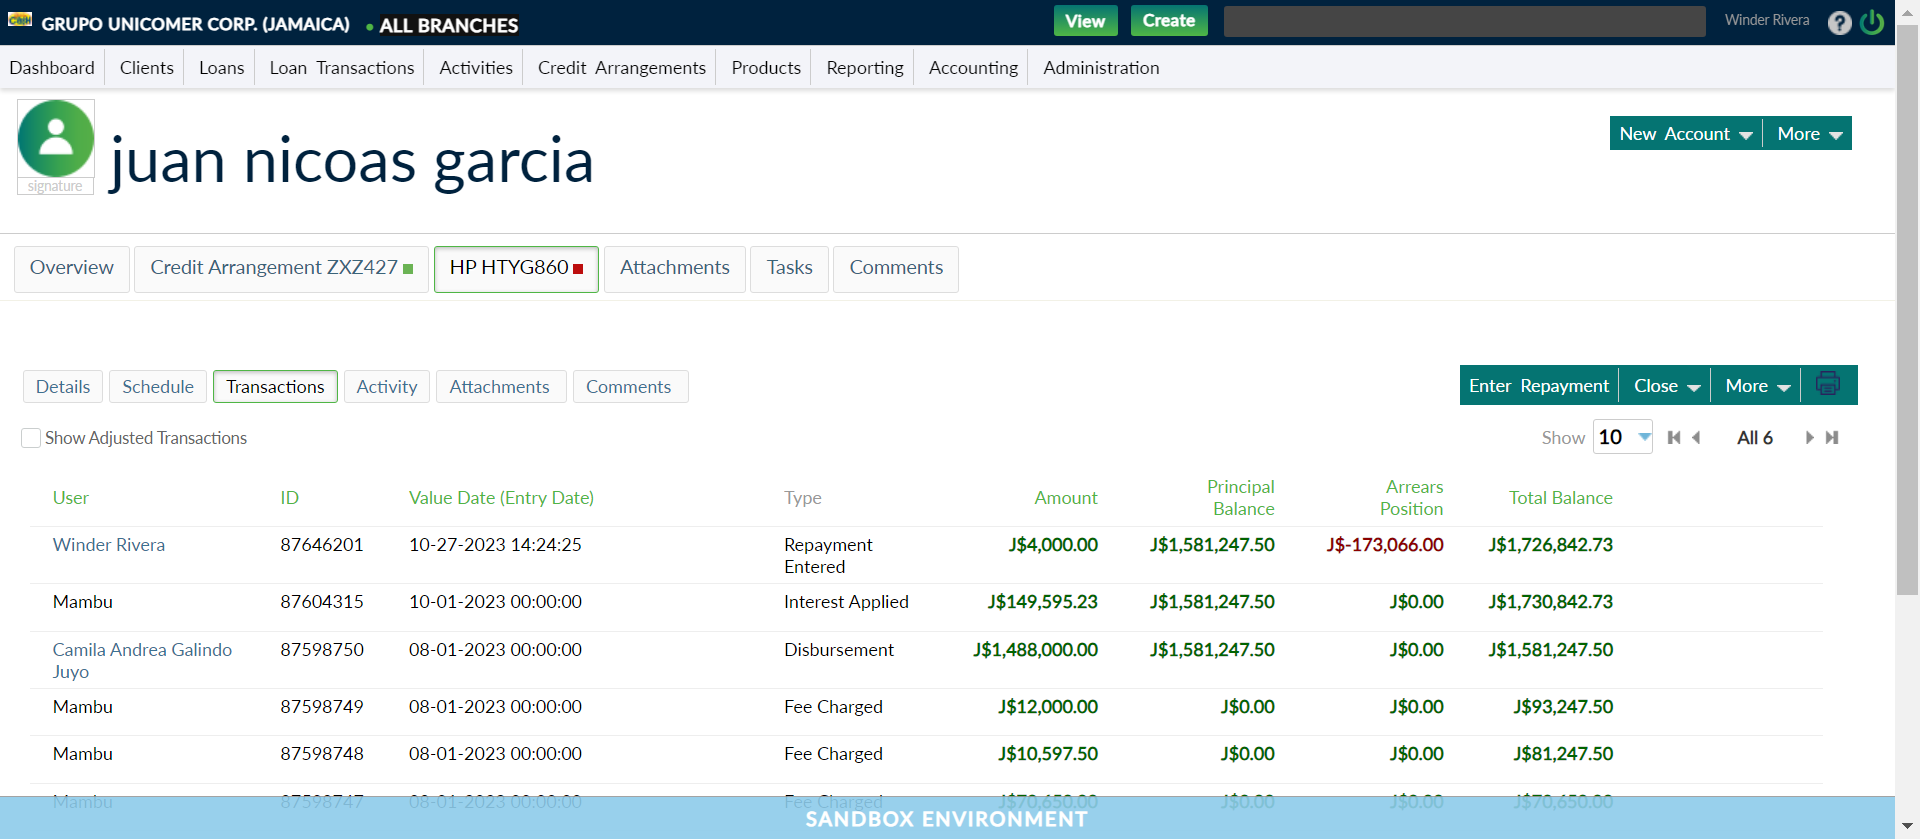 CaSH GRUPO UNICOMER CORP. (JAMAICA) ALL BRANCHES View Create Winder Rivera ?
Dashboard Clients Loans Loan Transactions Activities Credit Arrangements Products Reporting Accounting Administration
juan nicoas garcia
signature
New Account More
Overview Credit Arrangement ZXZ427 HP HTYG860 Attachments Tasks Comments
Details Schedule Transactions Activity Attachments Comments Enter Repayment Close More
Show Adjusted Transactions Show 10 All 6
User ID Value Date (Entry Date) Type Amount Principal Balance Arrears Position Total Balance
Winder Rivera 87646201 10-27-2023 14:24:25 Repayment Entered J$4,000.00 J$1,581,247.50 J$-173,066.00 J$1,726,842.73
Mambu 87604315 10-01-2023 00:00:00 Interest Applied J$149,595.23 J$1,581,247.50 J$0.00 J$1,730,842.73
Camila Andrea Galindo Juyo 87598750 08-01-2023 00:00:00 Disbursement J$1,488,000.00 J$1,581,247.50 J$0.00 J$1,581,247.50
Mambu 87598749 08-01-2023 00:00:00 Fee Charged J$12,000.00 J$0.00 J$0.00 J$93,247.50
Mambu 87598748 08-01-2023 00:00:00 Fee Charged J$10,597.50 J$0.00 J$0.00 J$81,247.50
Mambu 87598747 08-01-2023 00:00:00 Fee Charged J$70,650.00 J$0.00 J$0.00 J$70,650.00
SANDBOX ENVIRONMENT